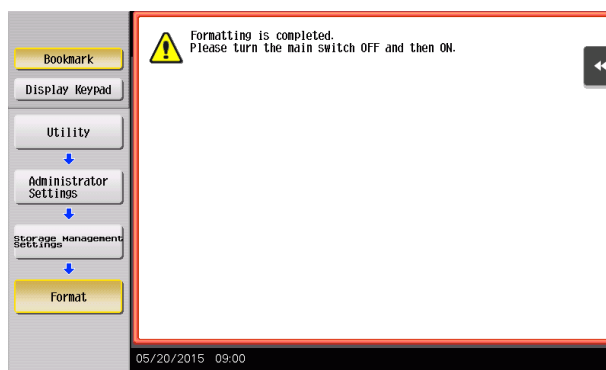 Formatting is completed.
Please turn the main switch OFF and then ON.
Bookmark
Display Keypad
Utility
Administrator
Settings
Storage Management
Settings
Format
05/20/2015 09:00